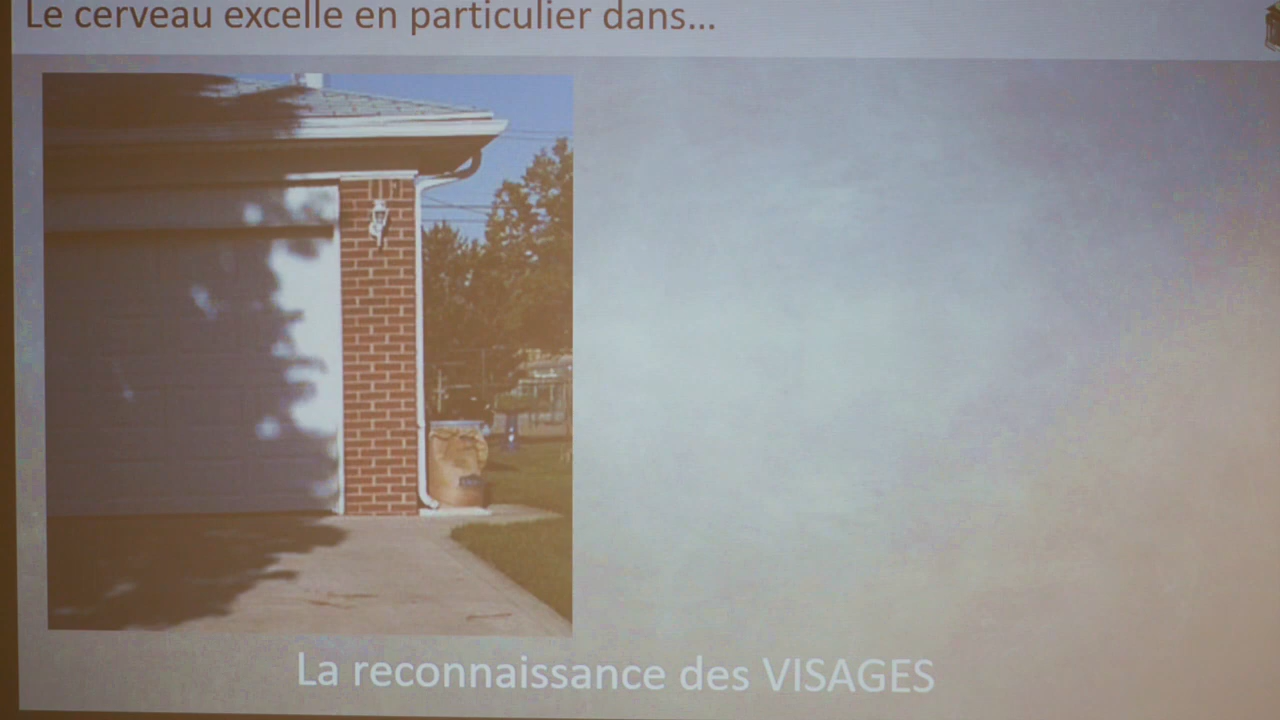 Le cerveau excelle en particulier dans...
La reconnaissance des VISAGES